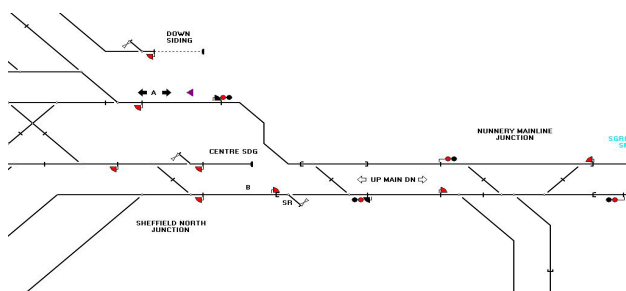 DOWN
SIDING
A
NUNNERY MAINLINE
JUNCTION
CENTRE SDG
UP MAIN DN
B
SR
SHEFFIELD NORTH
JUNCTION